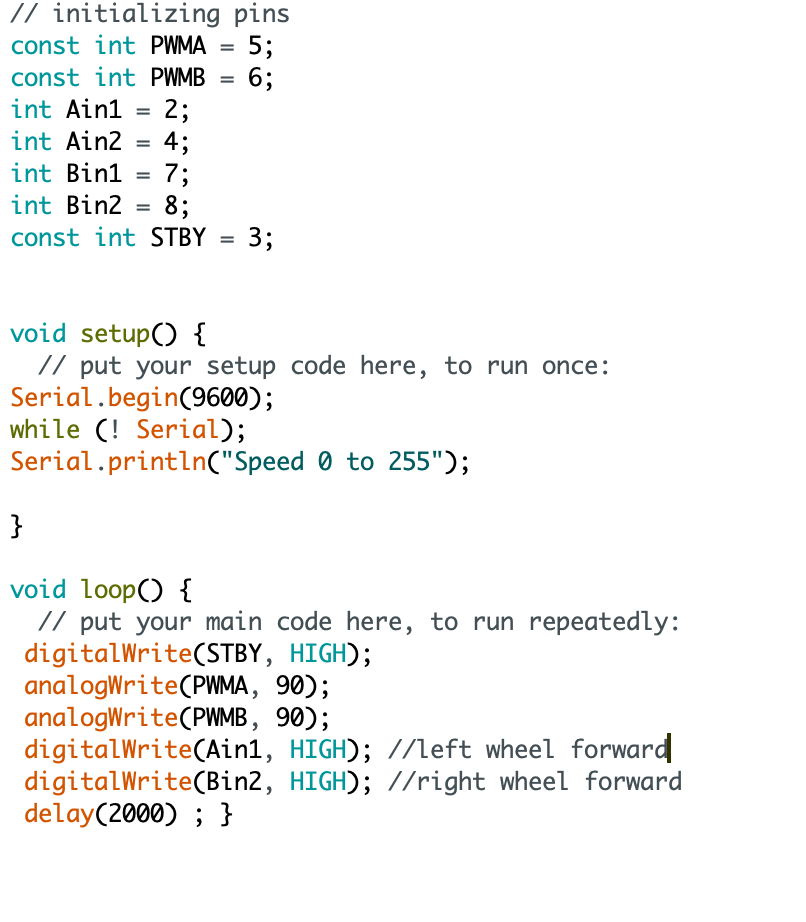 // initializing pins
const int PWMA = 5;
const int PWMB = 6;
int Ain1 = 2;
int Ain2 = 4;
int Bin1 = 7;
int Bin2 = 8;
const int STBY = 3;
void setup() {
// put your setup code here, to run once:
Serial.begin(9600);
while (! Serial);
Serial.println("Speed 0 to 255");
}
void loop() {
// put your main code here, to run repeatedly:
digitalWrite(STBY, HIGH);
analogWrite(PWMA, 90);
analogWrite(PWMB, 90);
digitalWrite(Ain1, HIGH); //left wheel forward
digitalWrite(Bin2, HIGH); //right wheel forward
delay(2000) ; }